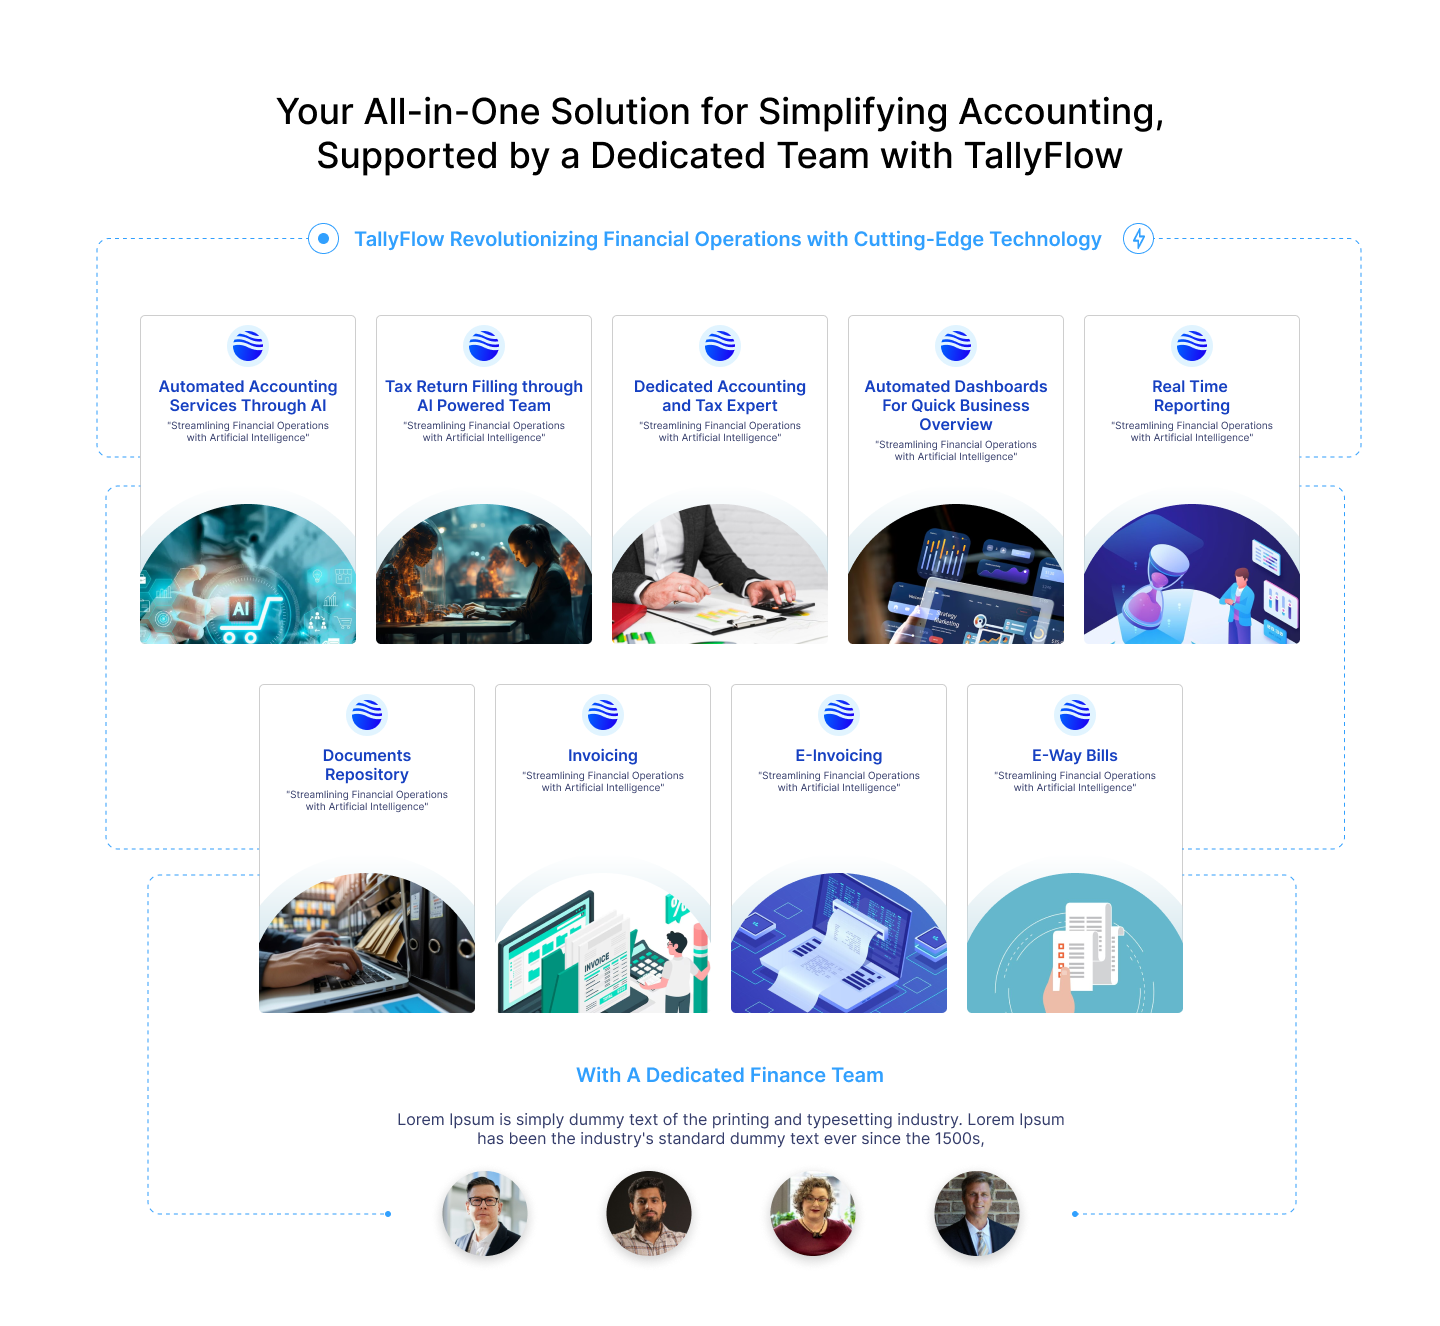 Your All-in-One Solution for Simplifying Accounting,
Supported by a Dedicated Team with TallyFlow
TallyFlow Revolutionizing Financial Operations with Cutting-Edge Technology
Automated Accounting
Services Through AI
"Streamlining Financial Operations
with Artificial Intelligence"
AI
Tax Return Filling through
AI Powered Team
"Streamlining Financial Operations
with Artificial Intelligence"
Dedicated Accounting
and Tax Expert
"Streamlining Financial Operations
with Artificial Intelligence"
Automated Dashboards
For Quick Business
Overview
"Streamlining Financial Operations
with Artificial Intelligence"
Strategy
Marketing
Real Time
Reporting
"Streamlining Financial Operations
with Artificial Intelligence"
Documents
Repository
"Streamlining Financial Operations
with Artificial Intelligence"
Invoicing
"Streamlining Financial Operations
with Artificial Intelligence"
%
INVOICE
E-Invoicing
"Streamlining Financial Operations
with Artificial Intelligence"
E-Way Bills
"Streamlining Financial Operations
with Artificial Intelligence"
With A Dedicated Finance Team
Lorem Ipsum is simply dummy text of the printing and typesetting industry. Lorem Ipsum
has been the industry's standard dummy text ever since the 1500s,